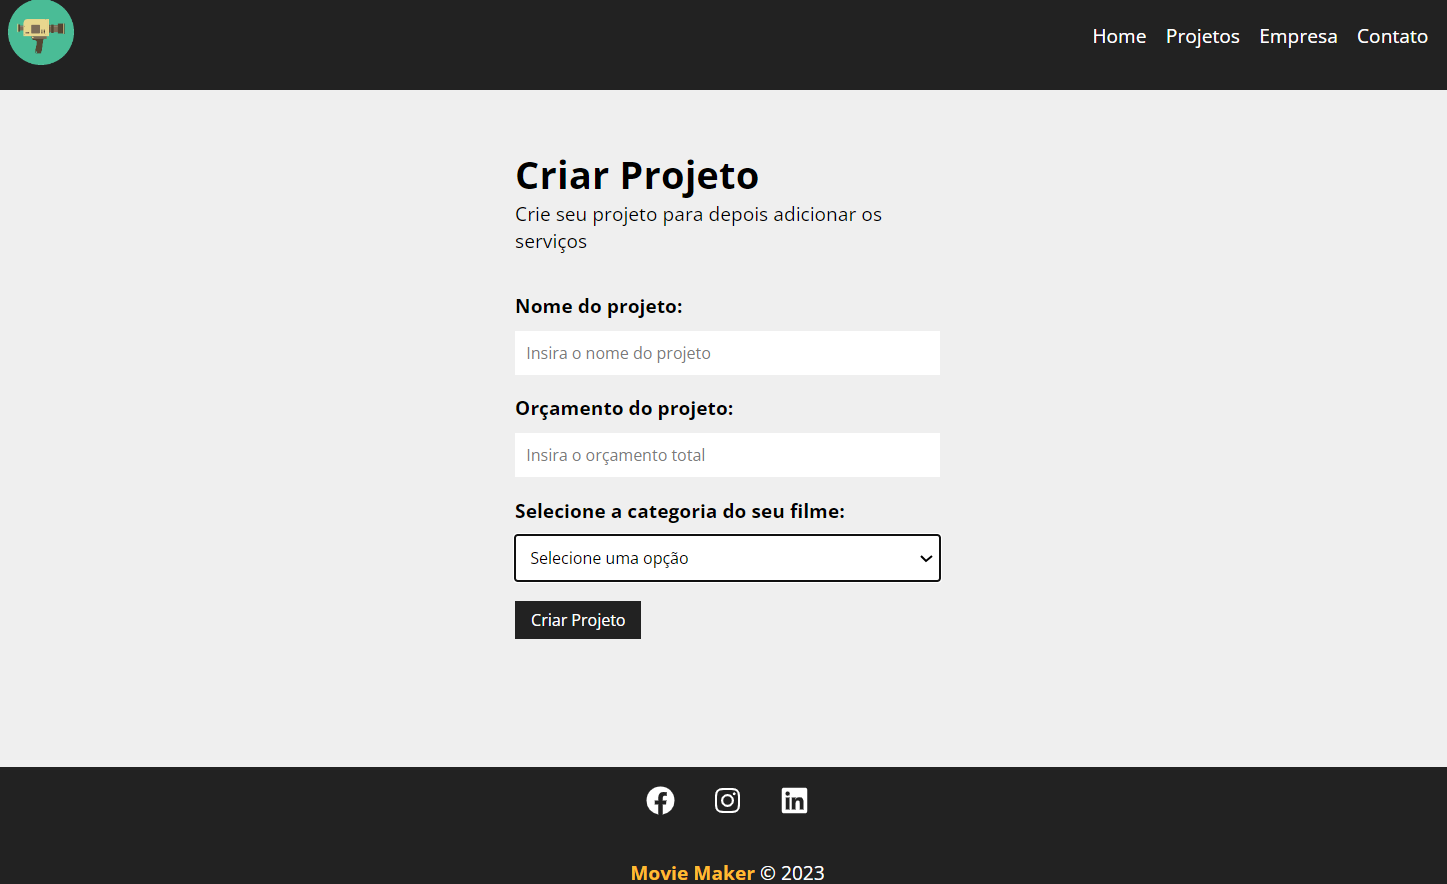 Home Projetos Empresa Contato
Criar Projeto
Crie seu projeto para depois adicionar os
serviços
Nome do projeto:
Insira o nome do projeto
Orçamento do projeto:
Insira o orçamento total
Selecione a categoria do seu filme:
Selecione uma opção
Criar Projeto
Movie Maker © 2023